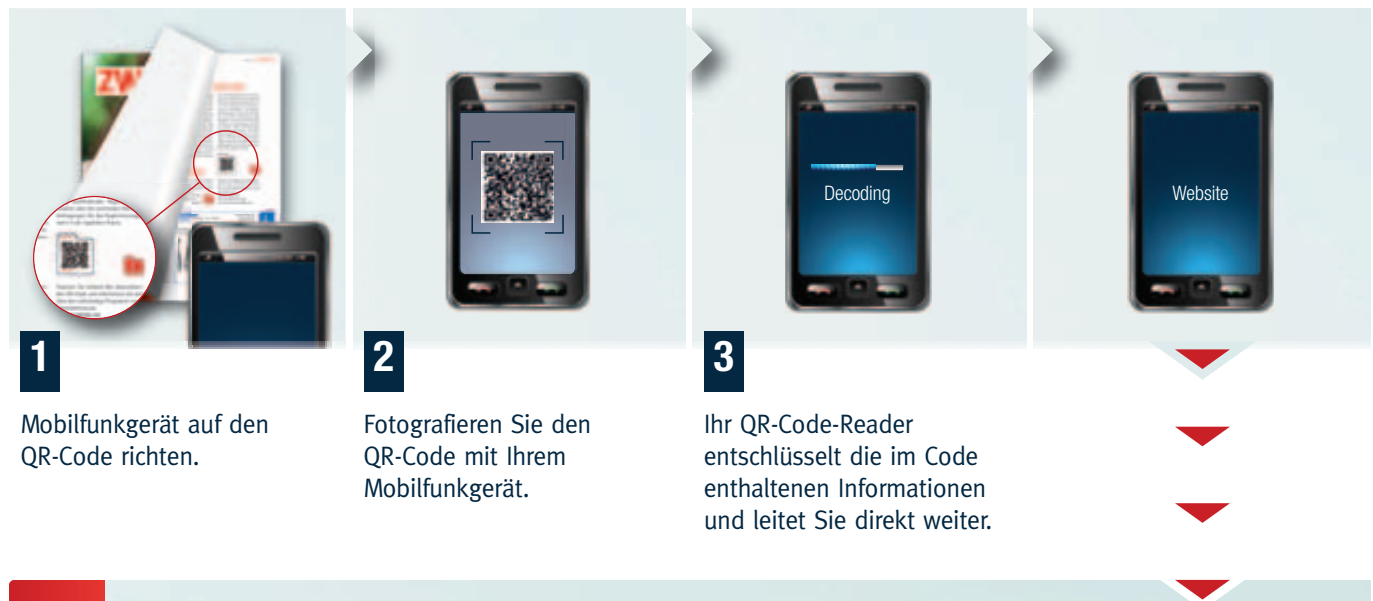 ZW
Decoding
Website
1
Mobilfunkgerät auf den
QR-Code richten.
2
Fotografieren Sie den
QR-Code mit Ihrem
Mobilfunkgerät.
3
Ihr QR-Code-Reader
entschlüsselt die im Code
enthaltenen Informationen
und leitet Sie direkt weiter.